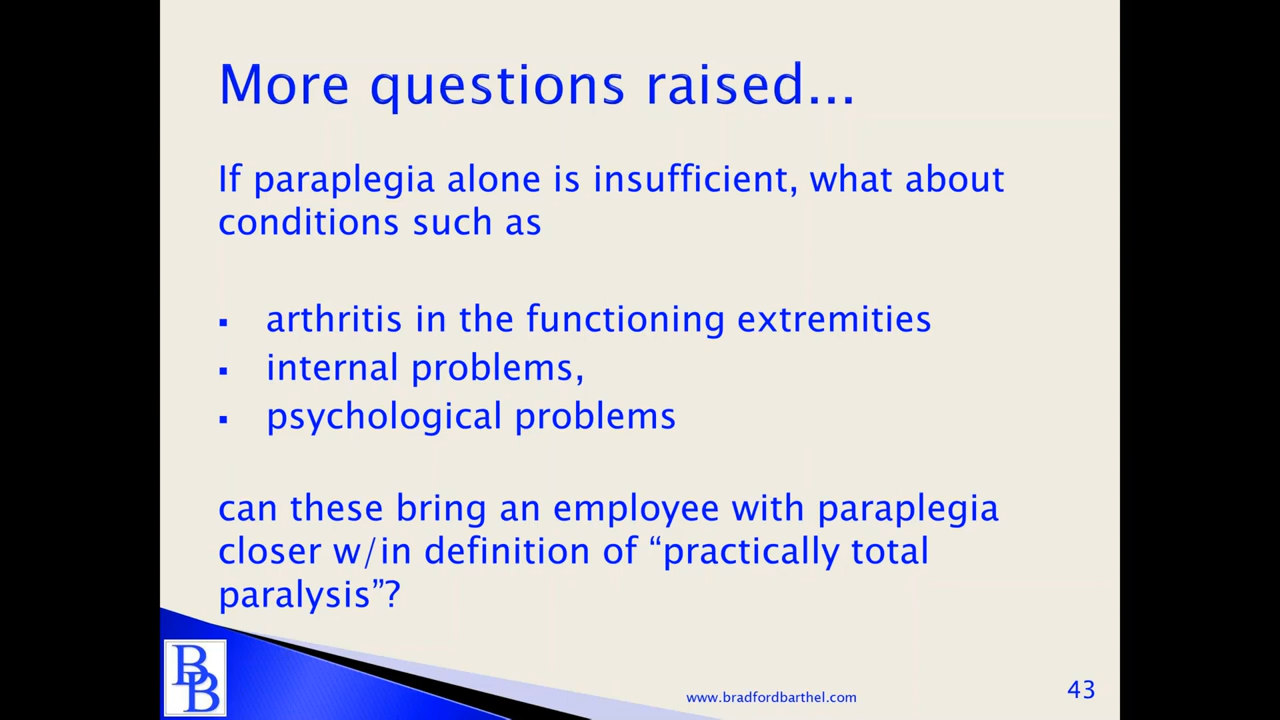 More questions raised...
If paraplegia alone is insufficient, what about
conditions such as
▪ arthritis in the functioning extremities
▪ internal problems,
▪ psychological problems
can these bring an employee with paraplegia
closer w/in definition of “practically total
paralysis”?
BB
www.bradfordbarthel.com
43